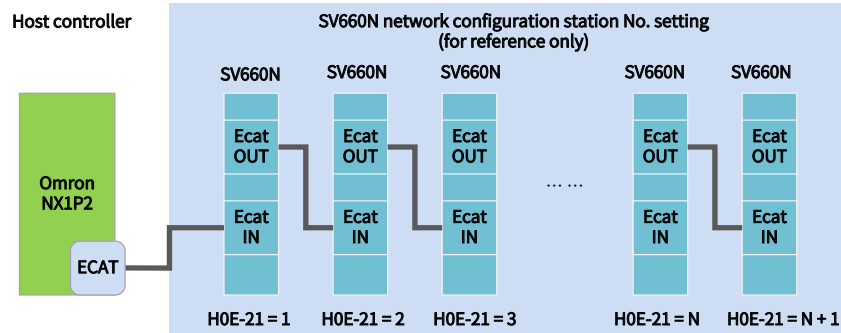 Host controller
SV660N network configuration station No. setting
(for reference only)
SV660N SV660N SV660N SV660N SV660N
Ecat
OUT
Ecat
OUT
Ecat
OUT
Ecat
OUT
Ecat
OUT
Omron
NX1P2
... ...
Ecat
IN
Ecat
IN
Ecat
IN
Ecat
IN
Ecat
IN
ECAT
H0E-21 = 1 H0E-21 = 2 H0E-21 = 3 H0E-21 = N H0E-21 = N + 1